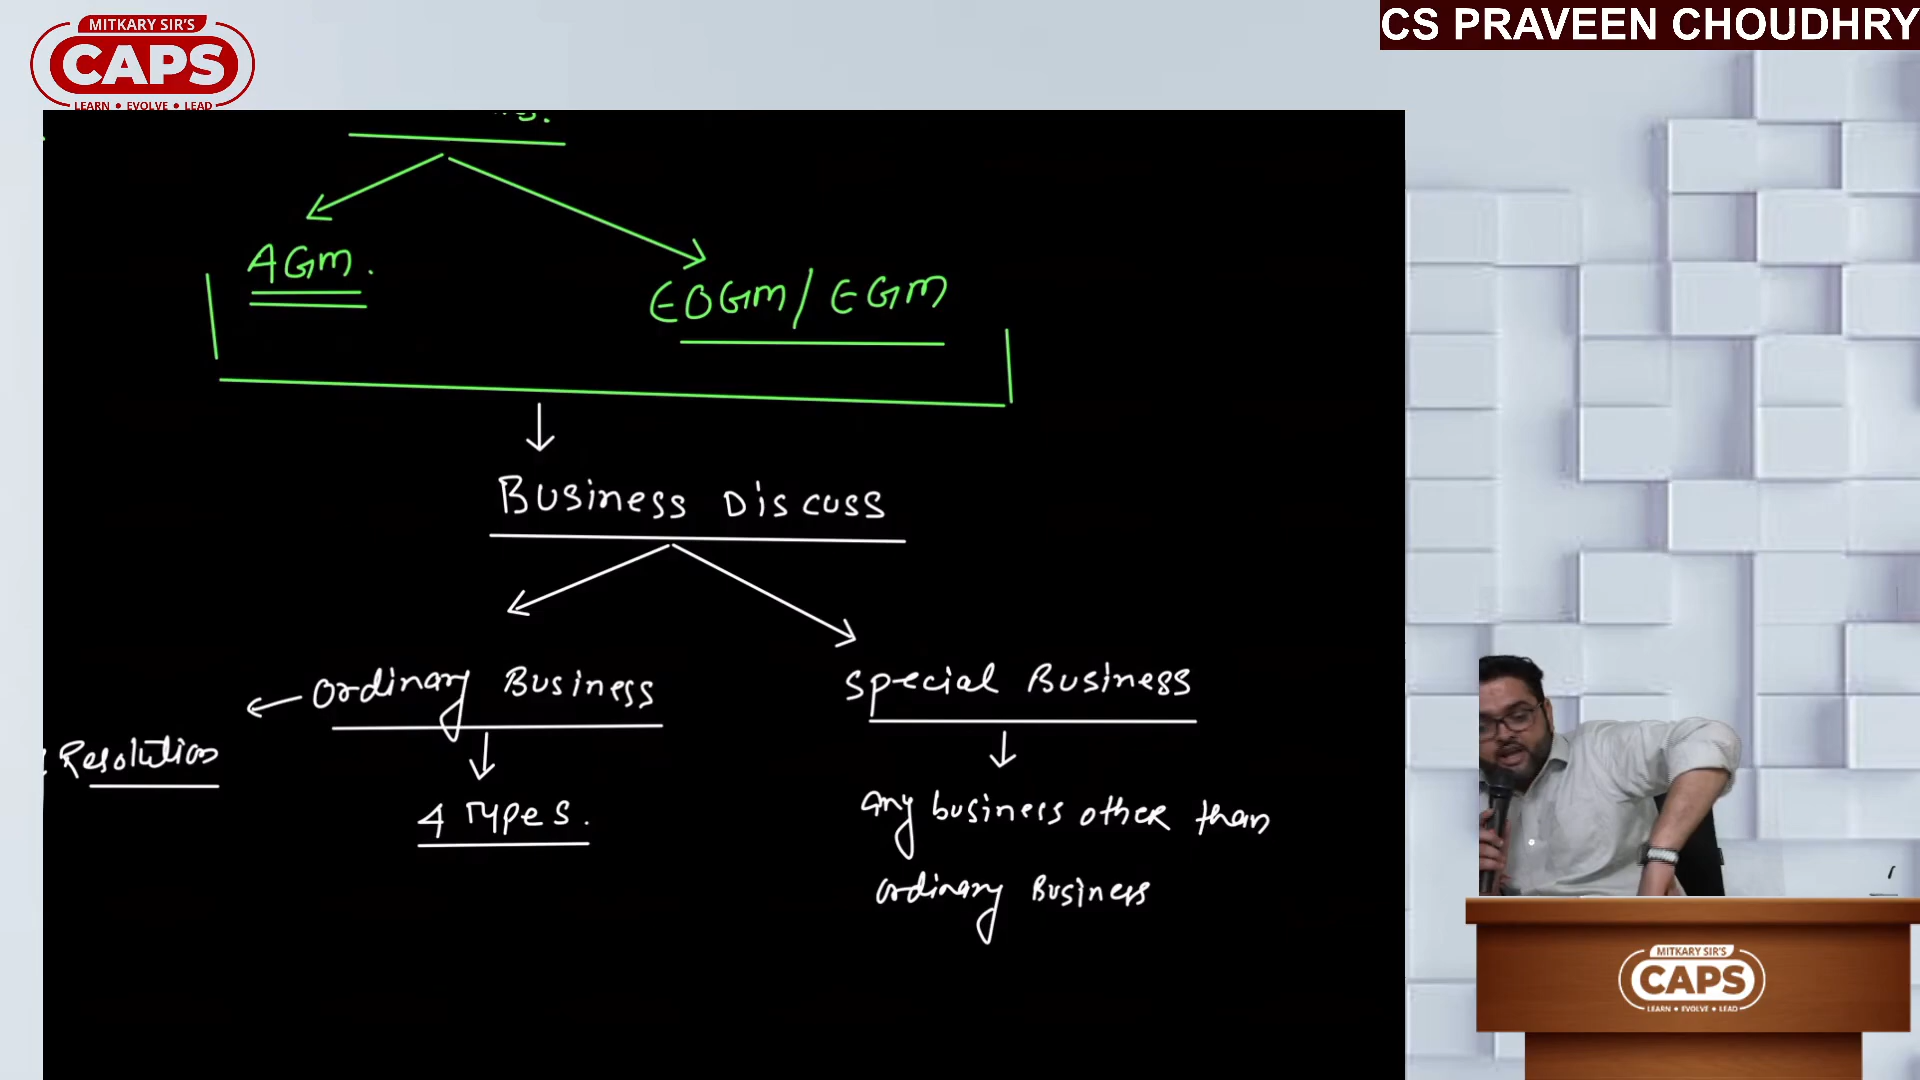 MITKARY SIR'S
CAPS
LEARN • EVOLVE • LEAD
CS PRAVEEN CHOUDHRY
AGM.
EOGM / EGM
Business Discuss
Ordinary Business
Special Business
Resolution
4 Types.
any business other than
ordinary Business
MITKARY SIR'S
CAPS
LEARN • EVOLVE • LEAD